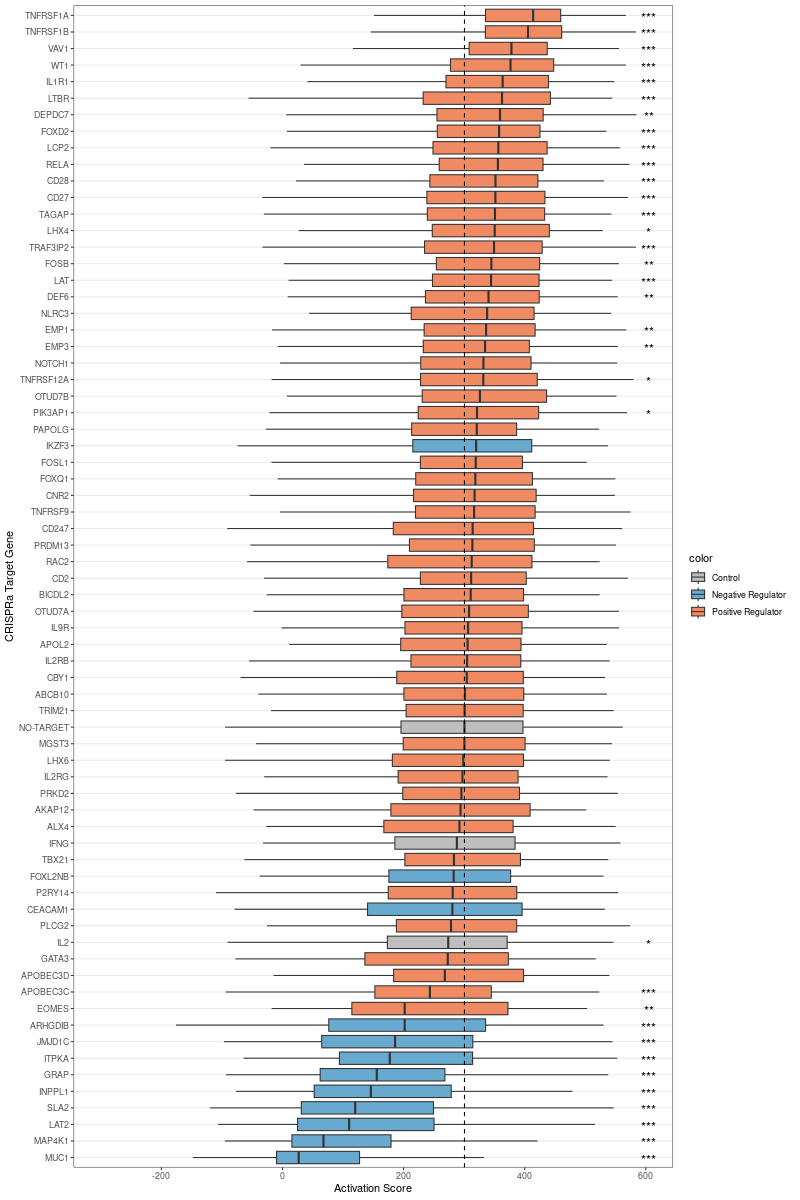 TNFRSF1A ***
TNFRSF1B ***
VAV1 ***
WT1 ***
IL1R1 ***
LTBR ***
DEPDC7 **
FOXD2 ***
LCP2 ***
RELA ***
CD28 ***
CD27 ***
TAGAP ***
LHX4 *
TRAF3IP2 ***
FOSB **
LAT ***
DEF6 **
NLRC3
EMP1 **
EMP3 **
NOTCH1
TNFRSF12A *
OTUD7B
PIK3AP1 *
PAPOLG
IKZF3
FOSL1
FOXQ1
CNR2
TNFRSF9
CD247
PRDM13
RAC2
CD2
BICDL2
OTUD7A
IL9R
APOL2
IL2RB
CBY1
ABCB10
TRIM21
NO-TARGET
MGST3
LHX6
IL2RG
PRKD2
AKAP12
ALX4
IFNG
TBX21
FOXL2NB
P2RY14
CEACAM1
PLCG2
IL2 *
GATA3
APOBEC3D
APOBEC3C ***
EOMES **
ARHGDIB ***
JMJD1C ***
ITPKA ***
GRAP ***
INPPL1 ***
SLA2 ***
LAT2 ***
MAP4K1 ***
MUC1 ***
CRISPRa Target Gene
-200 0 200 400 600
Activation Score
color
Control
Negative Regulator
Positive Regulator